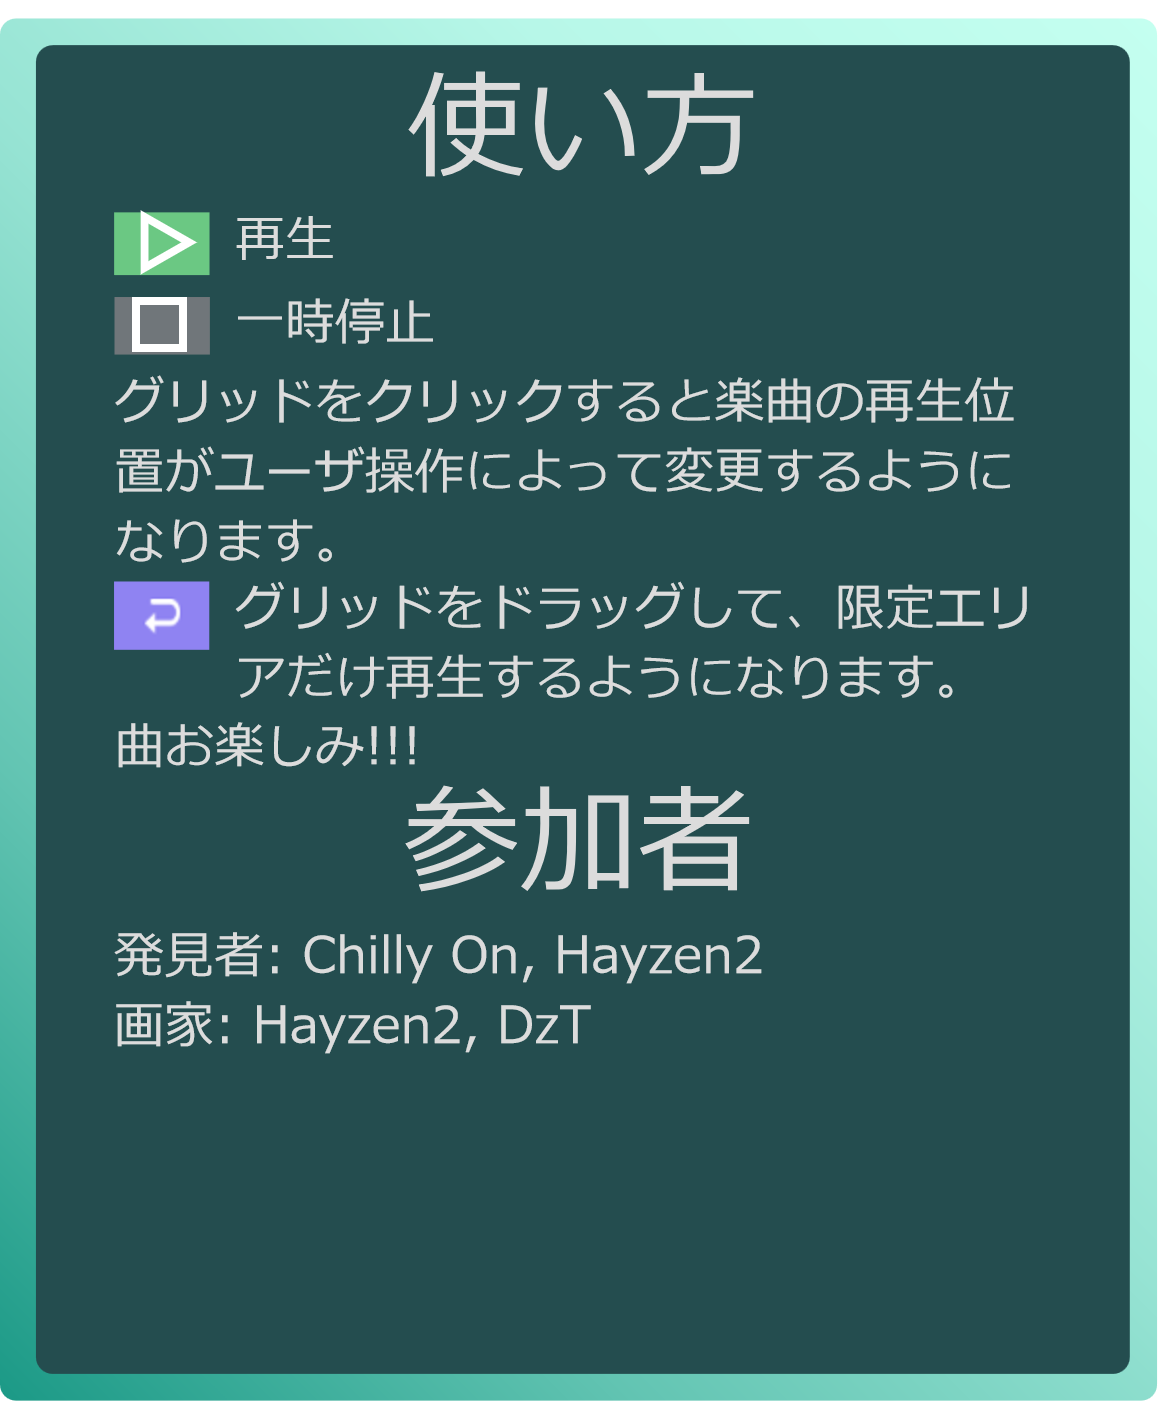 使い方
再生
一時停止
グリッドをクリックすると楽曲の再生位
置がユーザ操作によって変更するように
なります。
グリッドをドラッグして、限定エリ
アだけ再生するようになります。
曲お楽しみ!!!
参加者
発見者: Chilly On, Hayzen2
画家: Hayzen2, DzT